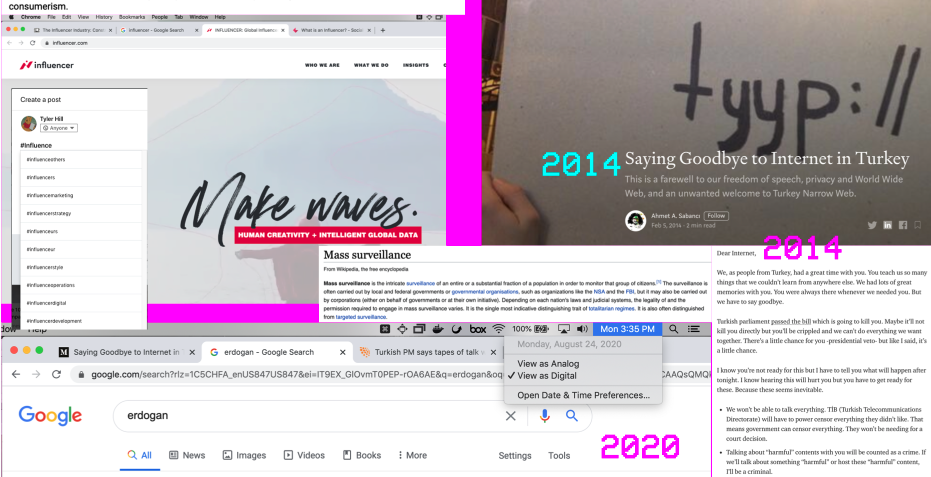 consumerism.
Chrome File Edit View History Bookmarks People Tab Window Help
The Influencer Industry: Cons
influencer - Google Search
INFLUENCER: Global Influence
What is an Influencer? - Social
influencer.com
influencer
WHO WE ARE WHAT WE DO INSIGHTS
Create a post
Tyler Hill
Anyone
#influence
#influenceothers
#influencers
#influencemarketing
#influencerstrategy
#influenceurs
#influenceur
#influencerstyle
#influenceoperations
#influencerdigital
#influencerdevelopment
Make waves.
HUMAN CREATIVITY + INTELLIGENT GLOBAL DATA
tyyp://
2014
Saying Goodbye to Internet in Turkey
This is a farewell to our freedom of speech, privacy and World Wide
Web, and an unwanted welcome to Turkey Narrow Web.
Ahmet A. Sabancı Follow
Feb 5, 2014 · 2 min read
Mass surveillance
From Wikipedia, the free encyclopedia
Mass surveillance is the intricate surveillance of an entire or a substantial fraction of a population in order to monitor that group of citizens.[1] The surveillance is
often carried out by local and federal governments or governmental organisations, such as organizations like the NSA and the FBI, but it may also be carried out
by corporations (either on behalf of governments or at their own initiative). Depending on each nation's laws and judicial systems, the legality of and the
permission required to engage in mass surveillance varies. It is the single most indicative distinguishing trait of totalitarian regimes. It is also often distinguished
from targeted surveillance.
2014
Dear Internet,
We, as people from Turkey, had a great time with you. You teach us so many
things that we couldn't learn from anywhere else. We had lots of great
memories with you. You were always there whenever we needed you. But
we have to say goodbye.
Turkish parliament passed the bill which is going to kill you. Maybe it'll not
kill you directly but you'll be crippled and we can't do everything we want
together. There's a little chance for you -presidential veto- but like I said, it's
a little chance.
I know you're not ready for this but I have to tell you what will happen after
tonight. I know hearing this will hurt you but you have to get ready for
these. Because these seems inevitable.
• We won't be able to talk everything. TİB (Turkish Telecommunications
Directorate) will have to power censor everything they didn't like. That
means government can censor everything. They won't be needing for a
court decision.
• Talking about "harmful" contents with you will be counted as a crime. If
we'll talk about something "harmful" or host these "harmful" content,
I'll be a criminal.
dow Help
box 100% Mon 3:35 PM
Monday, August 24, 2020
View as Analog
✓ View as Digital
Open Date & Time Preferences...
Saying Goodbye to Internet in
erdogan - Google Search
Turkish PM says tapes of talk
google.com/search?rlz=1C5CHFA_enUS847US847&ei=IT9EX_GIOvmT0PEP-rOA6AE&q=erdogan&oq
Google
erdogan
All News Images Videos Books More Settings Tools
2020